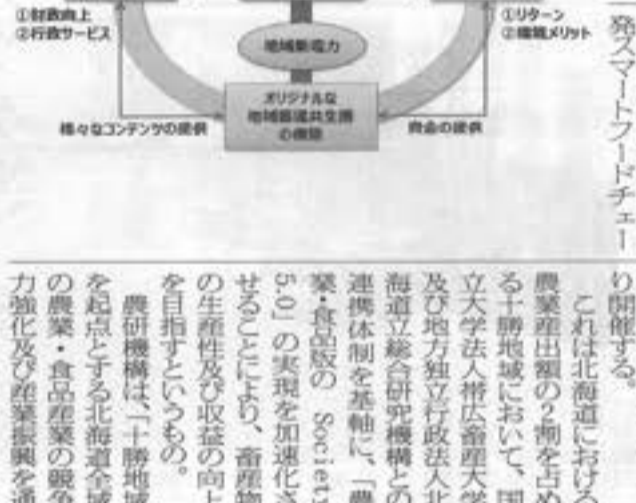 ①財政向上
②行政サービス
地域新電力
①リターン
②環境メリット
オリジナルな
地域循環共生圏
の構築
様々なコンテンツの提供
資金の提供
発スマートフードチェー
り開催する。
これは北海道における
農業産出額の2割を占
る十勝地域において、国
立大学法人帯広畜産大学
及び地方独立行政法人北
海道立総合研究機構との
連携体制を基軸に、「農
業・食品版の Society
5.0」の実現を加速化さ
せることにより、畜産物
の生産性及び収益の向上
を目指すというもの。
農研機構は、「十勝地域
を起点とする北海道全域
の農業・食品産業の競争
力強化及び産業振興を通